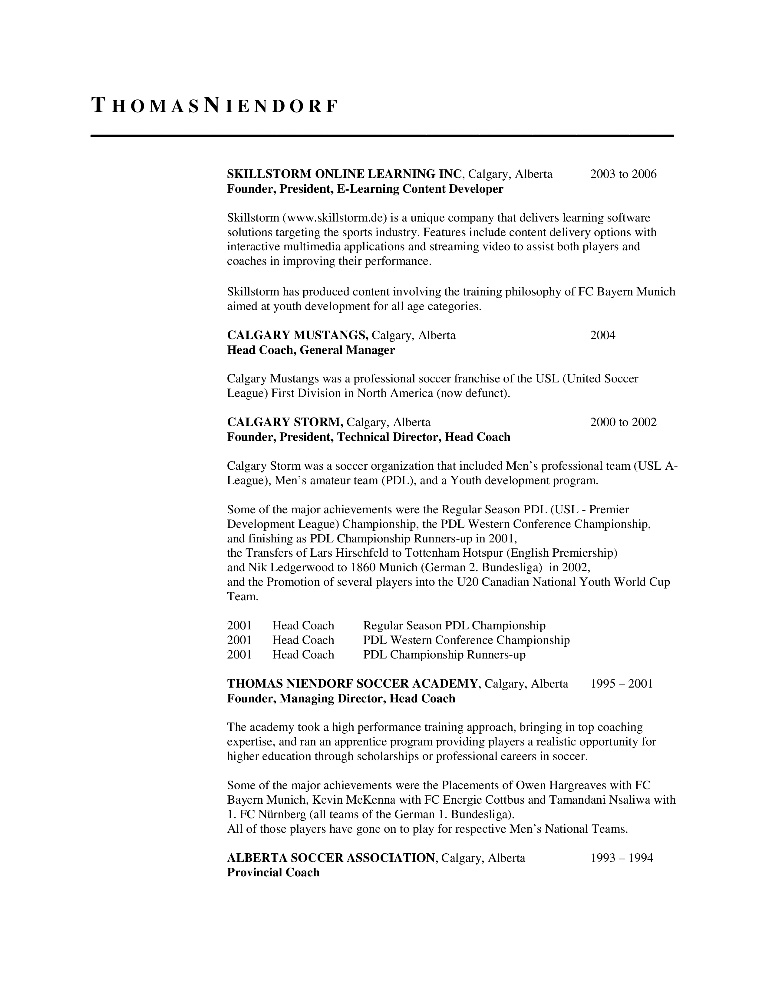 THOMAS NIENDORF
SKILLSTORM ONLINE LEARNING INC, Calgary, Alberta 2003 to 2006
Founder, President, E-Learning Content Developer
Skillstorm (www.skillstorm.de) is a unique company that delivers learning software
solutions targeting the sports industry. Features include content delivery options with
interactive multimedia applications and streaming video to assist both players and
coaches in improving their performance.
Skillstorm has produced content involving the training philosophy of FC Bayern Munich
aimed at youth development for all age categories.
CALGARY MUSTANGS, Calgary, Alberta 2004
Head Coach, General Manager
Calgary Mustangs was a professional soccer franchise of the USL (United Soccer
League) First Division in North America (now defunct).
CALGARY STORM, Calgary, Alberta 2000 to 2002
Founder, President, Technical Director, Head Coach
Calgary Storm was a soccer organization that included Men's professional team (USL A-
League), Men's amateur team (PDL), and a Youth development program.
Some of the major achievements were the Regular Season PDL (USL - Premier
Development League) Championship, the PDL Western Conference Championship,
and finishing as PDL Championship Runners-up in 2001,
the Transfers of Lars Hirschfeld to Tottenham Hotspur (English Premiership)
and Nik Ledgerwood to 1860 Munich (German 2. Bundesliga) in 2002,
and the Promotion of several players into the U20 Canadian National Youth World Cup
Team.
2001 Head Coach Regular Season PDL Championship
2001 Head Coach PDL Western Conference Championship
2001 Head Coach PDL Championship Runners-up
THOMAS NIENDORF SOCCER ACADEMY, Calgary, Alberta 1995 – 2001
Founder, Managing Director, Head Coach
The academy took a high performance training approach, bringing in top coaching
expertise, and ran an apprentice program providing players a realistic opportunity for
higher education through scholarships or professional careers in soccer.
Some of the major achievements were the Placements of Owen Hargreaves with FC
Bayern Munich, Kevin McKenna with FC Energie Cottbus and Tamandani Nsaliwa with
1. FC Nürnberg (all teams of the German 1. Bundesliga).
All of those players have gone on to play for respective Men's National Teams.
ALBERTA SOCCER ASSOCIATION, Calgary, Alberta 1993 – 1994
Provincial Coach